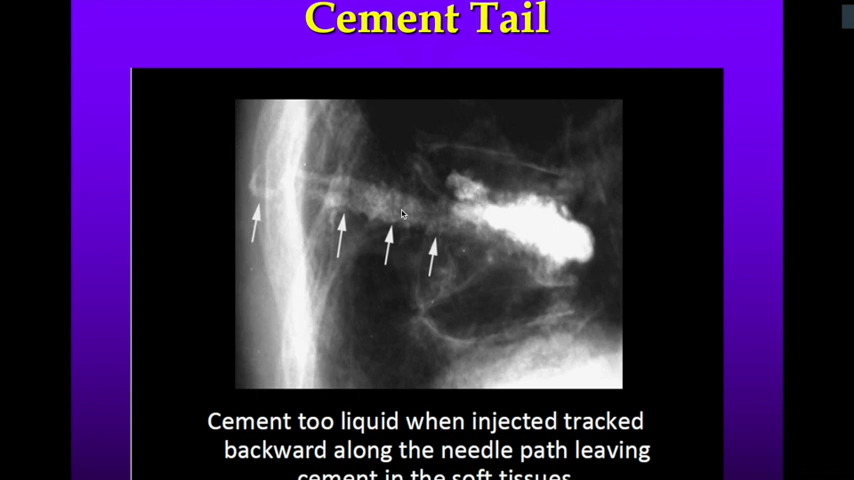 Cement Tail
Cement too liquid when injected tracked
backward along the needle path leaving
cement in the soft tissues